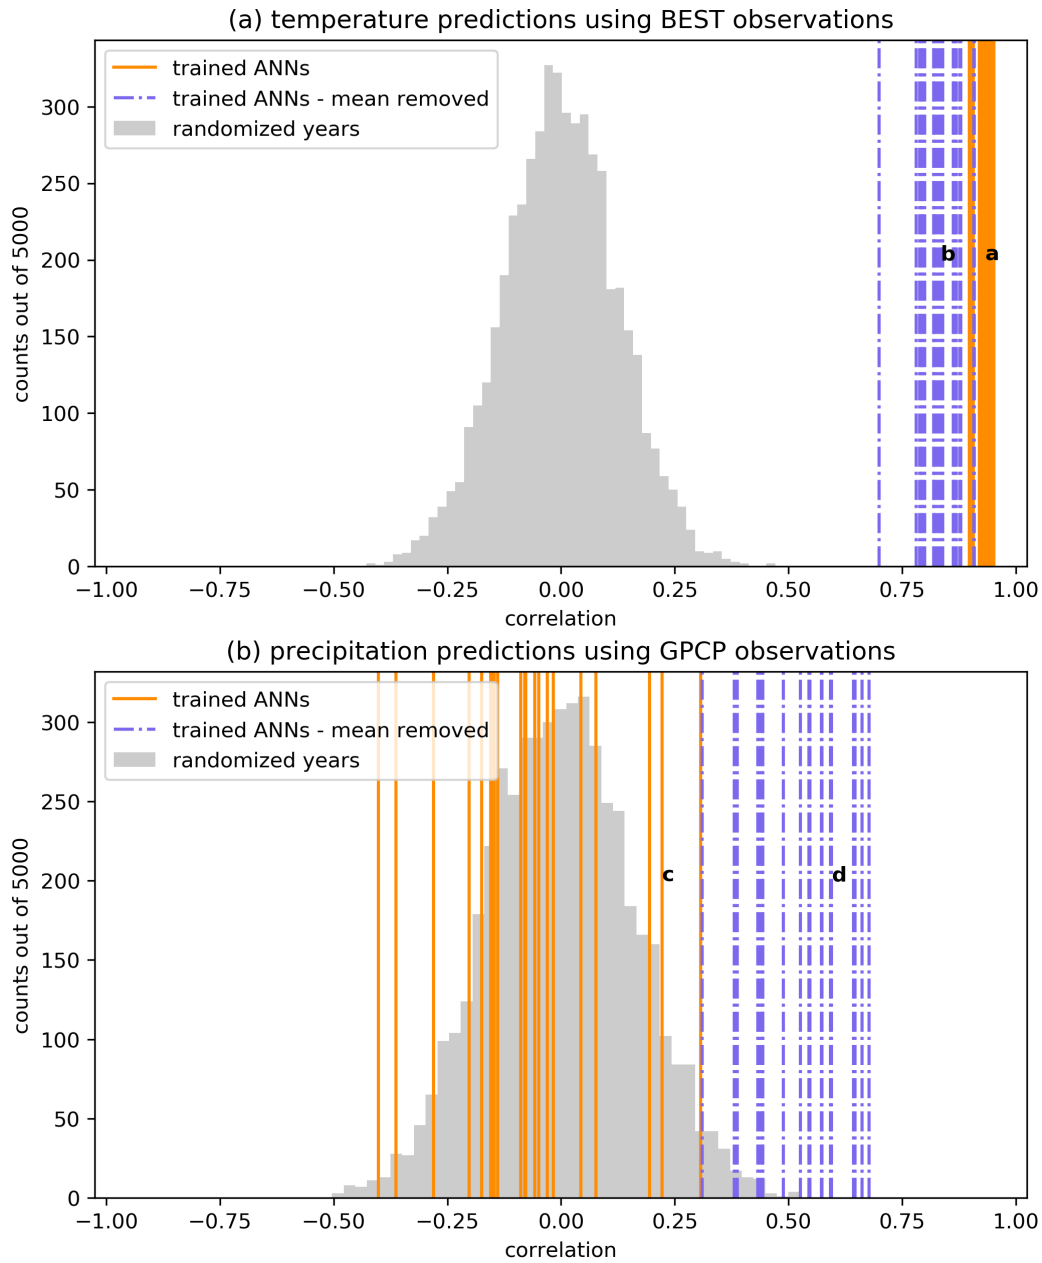 (a) temperature predictions using BEST observations
trained ANNs
trained ANNs - mean removed
randomized years
counts out of 5000
300
250
200
150
100
50
0
b
a
−1.00 −0.75 −0.50 −0.25 0.00 0.25 0.50 0.75 1.00
correlation
(b) precipitation predictions using GPCP observations
trained ANNs
trained ANNs - mean removed
randomized years
counts out of 5000
300
250
200
150
100
50
0
c
d
−1.00 −0.75 −0.50 −0.25 0.00 0.25 0.50 0.75 1.00
correlation